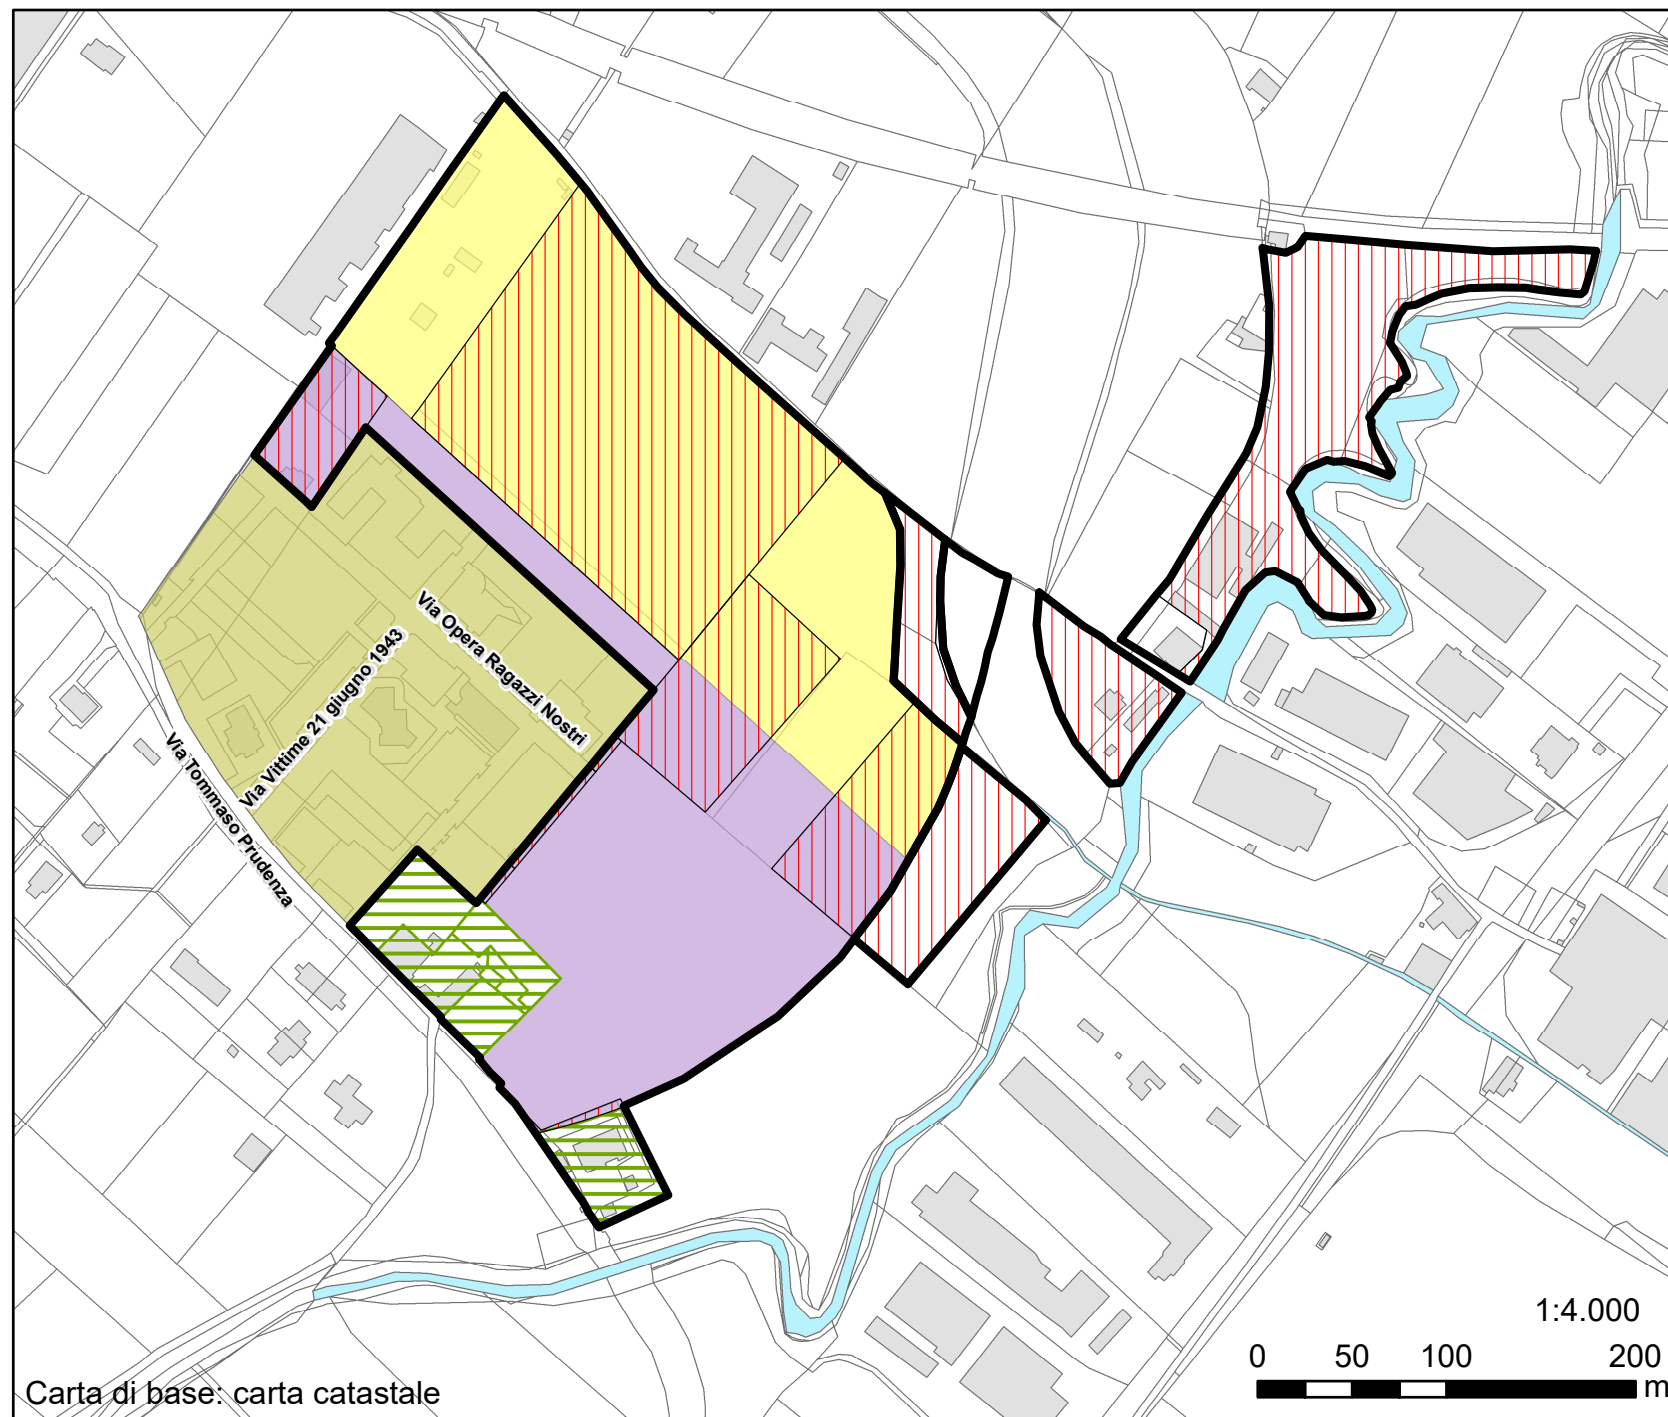 Via Opera Ragazzi Nostri
Via Vittime 21 giugno 1943
Via Tommaso Prudenza
1:4.000
0 50 100 200
m
Carta di base: carta catastale